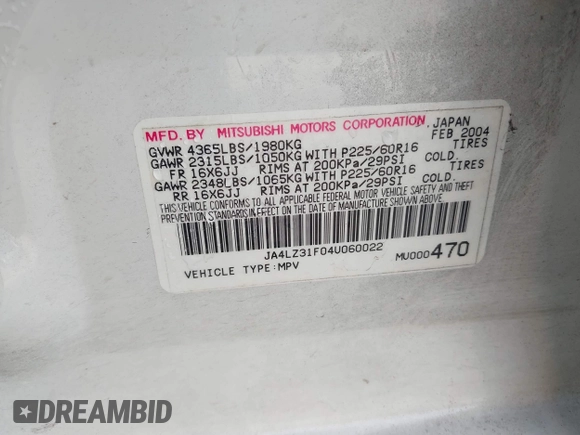 MFD. BY MITSUBISHI MOTORS CORPORATION. JAPAN
FEB 2004
GVWR 4365LBS/1980KG
GAWR 2315LBS/1050KG WITH P225/60R16 TIRES
FR 16X6JJ RIMS AT 200KPa/29PSI COLD.
GAWR 2348LBS/1065KG WITH P225/60R16 TIRES
RR 16X6JJ RIMS AT 200KPa/29PSI COLD.
THIS VEHICLE CONFORMS TO ALL APPLICABLE FEDERAL MOTOR VEHICLE SAFETY AND THEFT
PREVENTION STANDARDS IN EFFECT ON THE DATE OF MANUFACTURE SHOWN ABOVE.
JA4LZ31F04U060022
VEHICLE TYPE:MPV
MU000470
DREAMBID